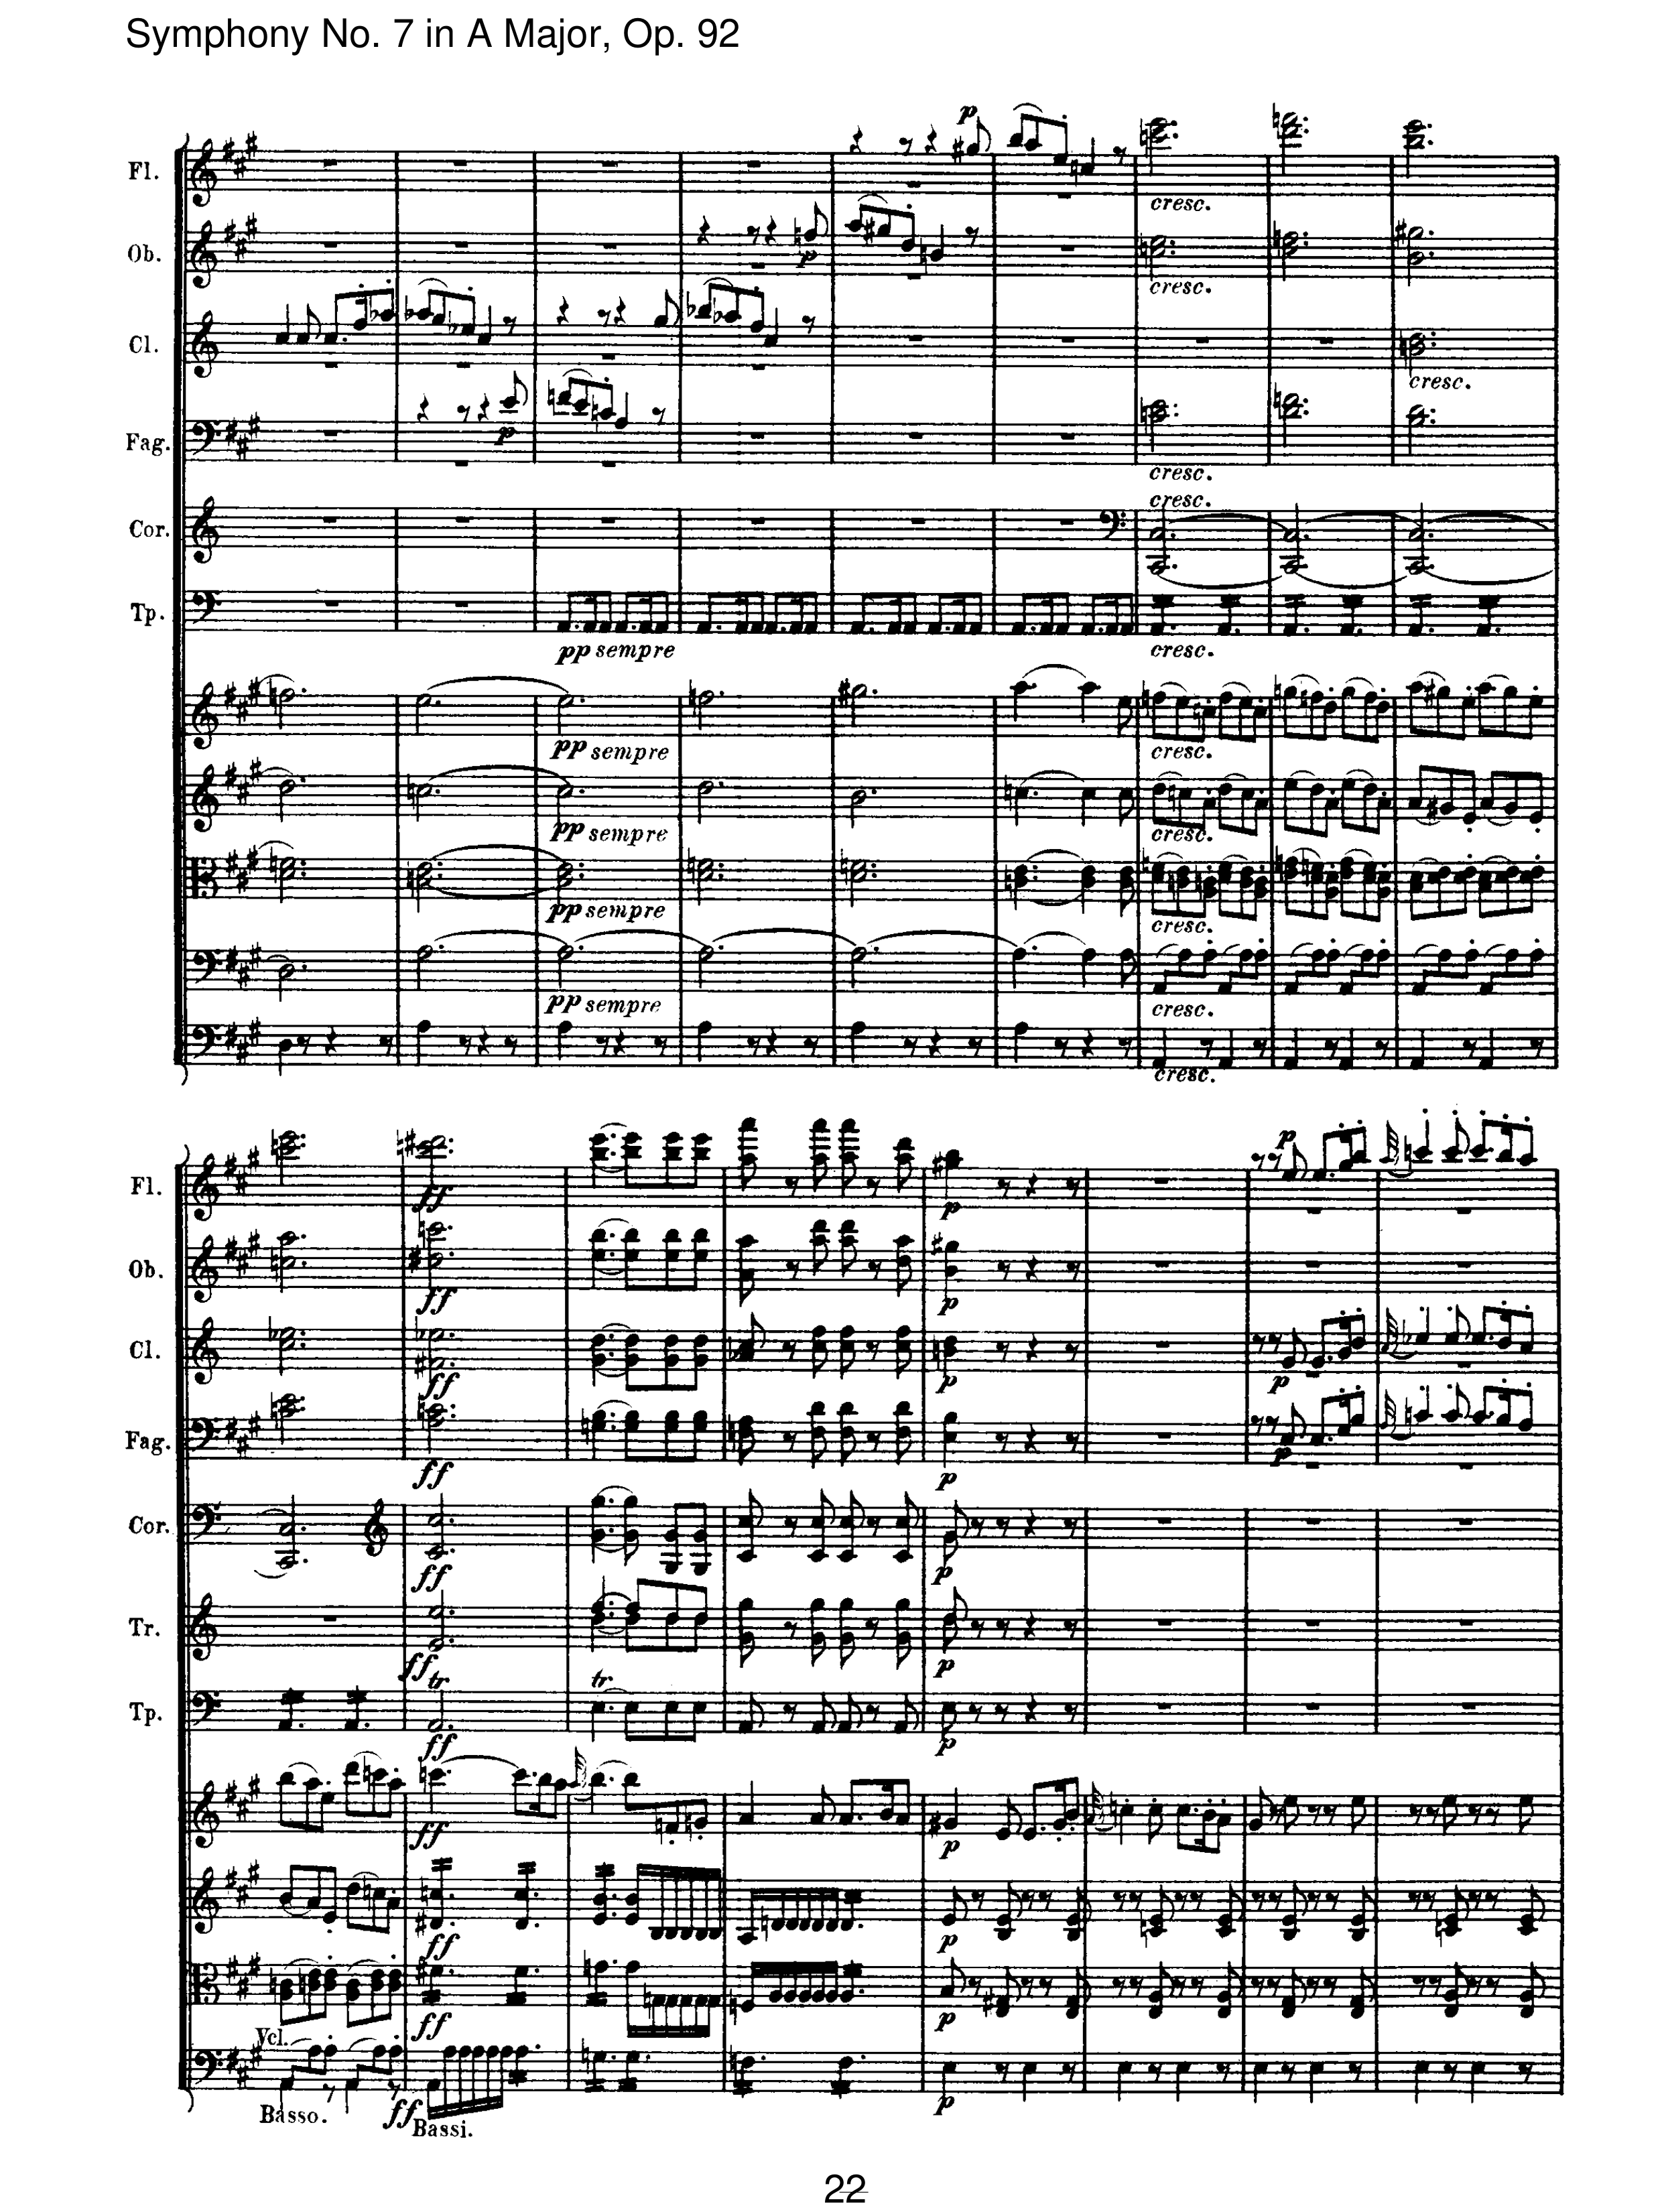 Symphony No. 7 in A Major, Op. 92
p
Fl.
cresc.
Ob.
p
cresc.
Cl.
cresc.
Fag.
p
cresc.
cresc.
Cor.
Tp.
pp sempre
cresc.
pp sempre
cresc.
pp sempre
cresc.
pp sempre
cresc.
pp sempre
cresc.
cresc.
p
Fl.
ff
p
Ob.
ff
p
Cl.
ff
p
p
Fag.
ff
p
p
Cor.
ff
p
Tr.
ff
p
tr.
tr.
Tp.
ff
p
ff
p
ff
p
ff
p
Vcl.
Basso.
ff
Bassi.
p
22